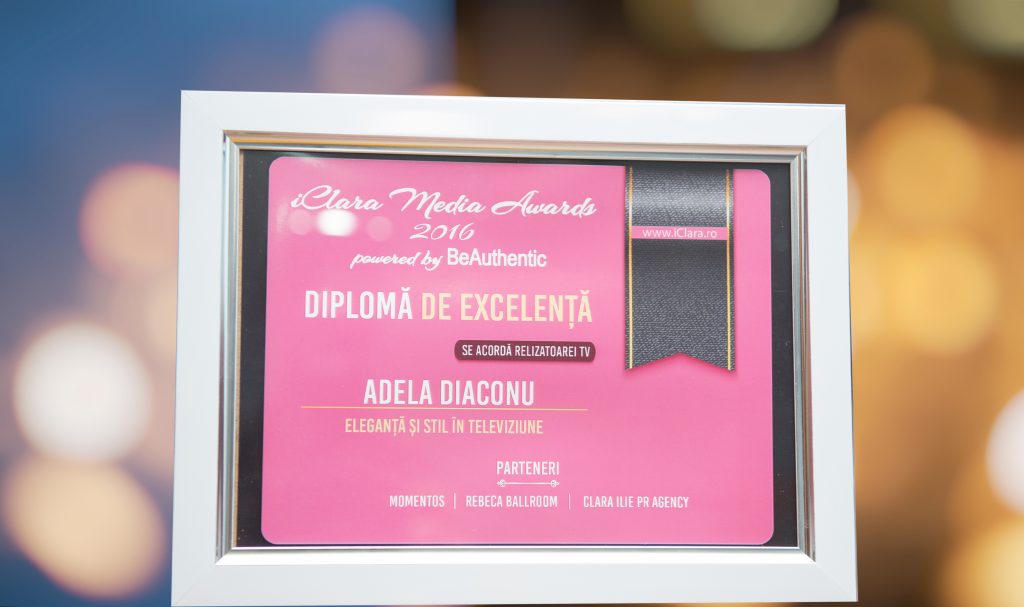 iClara Media Awards
2016
powered by BeAuthentic
www.iClara.ro
DIPLOMĂ DE EXCELENȚĂ
SE ACORDĂ RELIZATOAREI TV
ADELA DIACONU
ELEGANȚĂ ȘI STIL ÎN TELEVIZIUNE
PARTENERI
MOMENTOS | REBECA BALLROOM | CLARA ILIE PR AGENCY